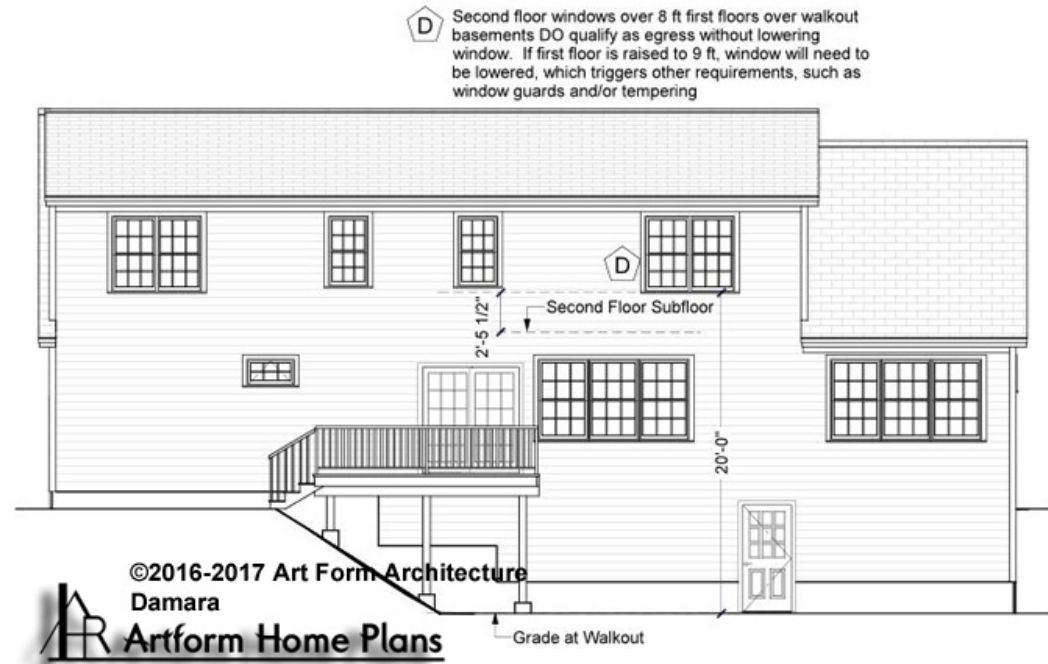 D
Second floor windows over 8 ft first floors over walkout
basements DO qualify as egress without lowering
window. If first floor is raised to 9 ft, window will need to
be lowered, which triggers other requirements, such as
window guards and/or tempering
D
Second Floor Subfloor
2'-5 1/2"
20'-0"
©2016-2017 Art Form Architecture
Damara
AFR Artform Home Plans
Grade at Walkout